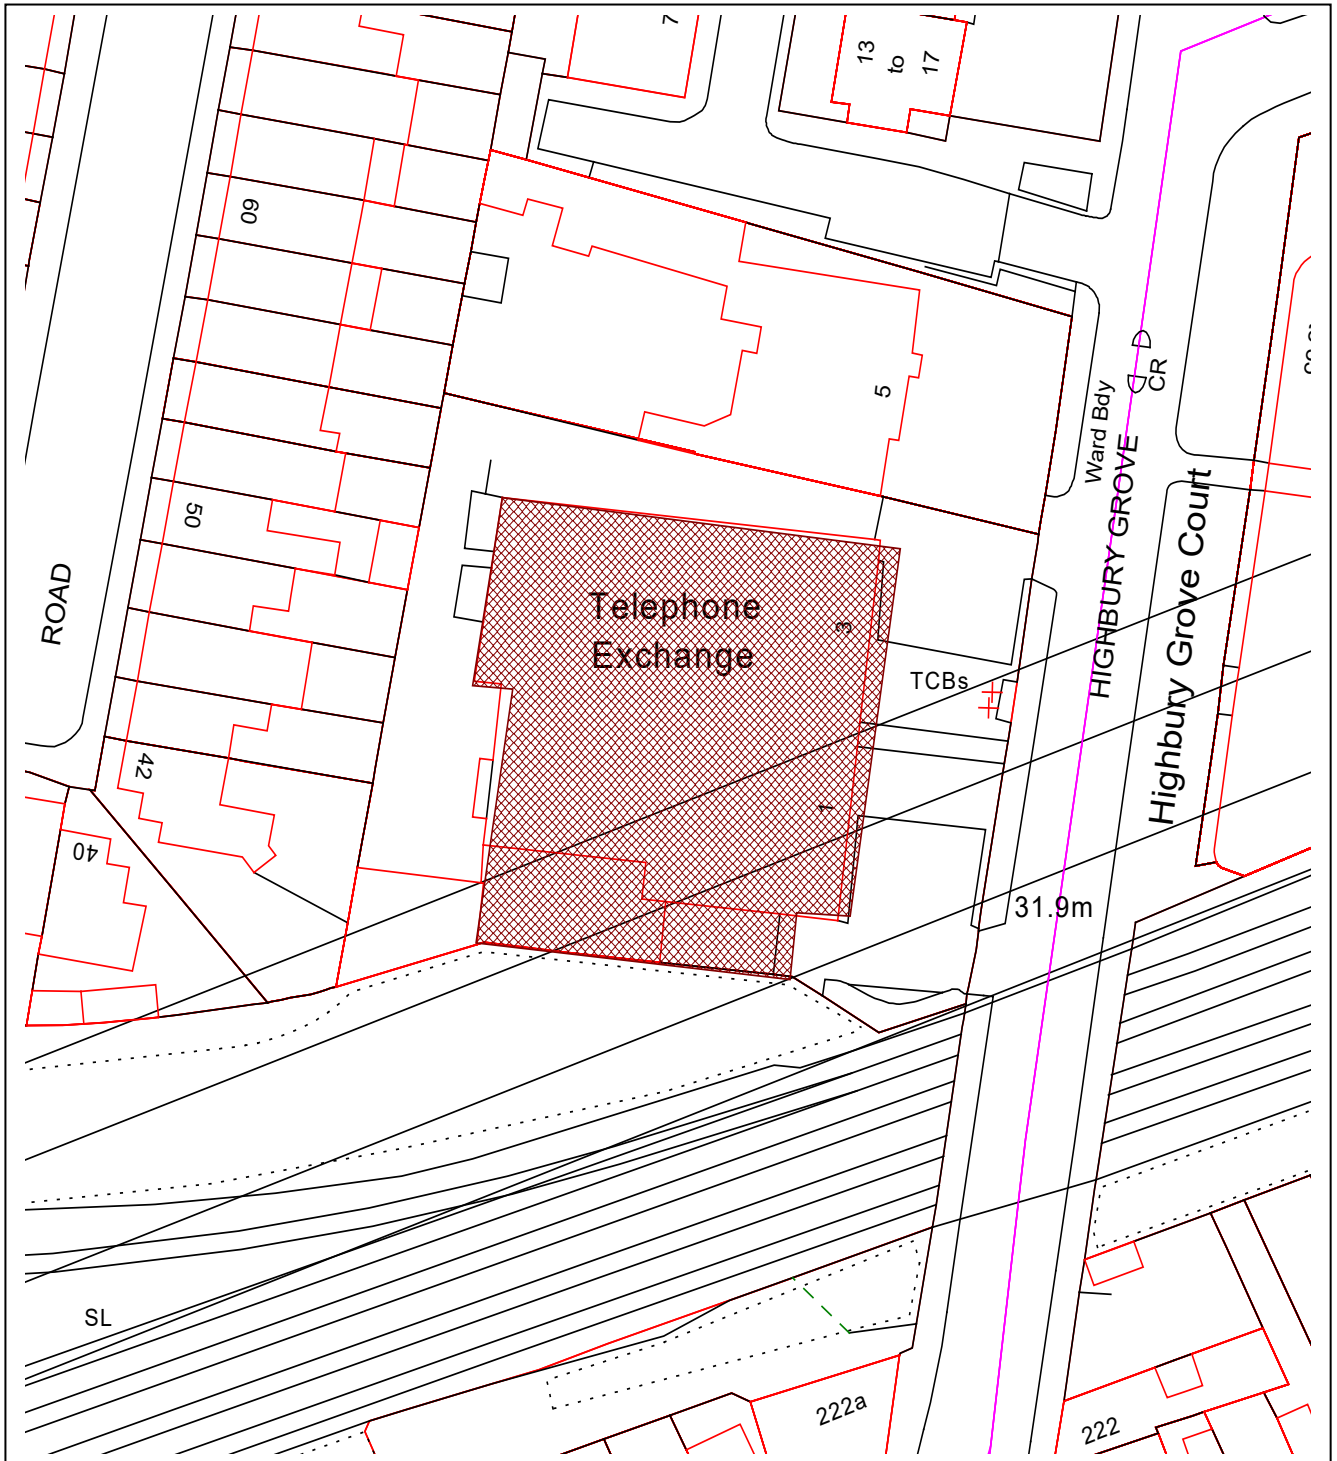 7
13
to
17
60
5
CR
Ward Bdy
HIGHBURY GROVE
Highbury Grove Court
50
ROAD
Telephone
Exchange
3
TCBs
42
1
40
31.9m
SL
222a
222